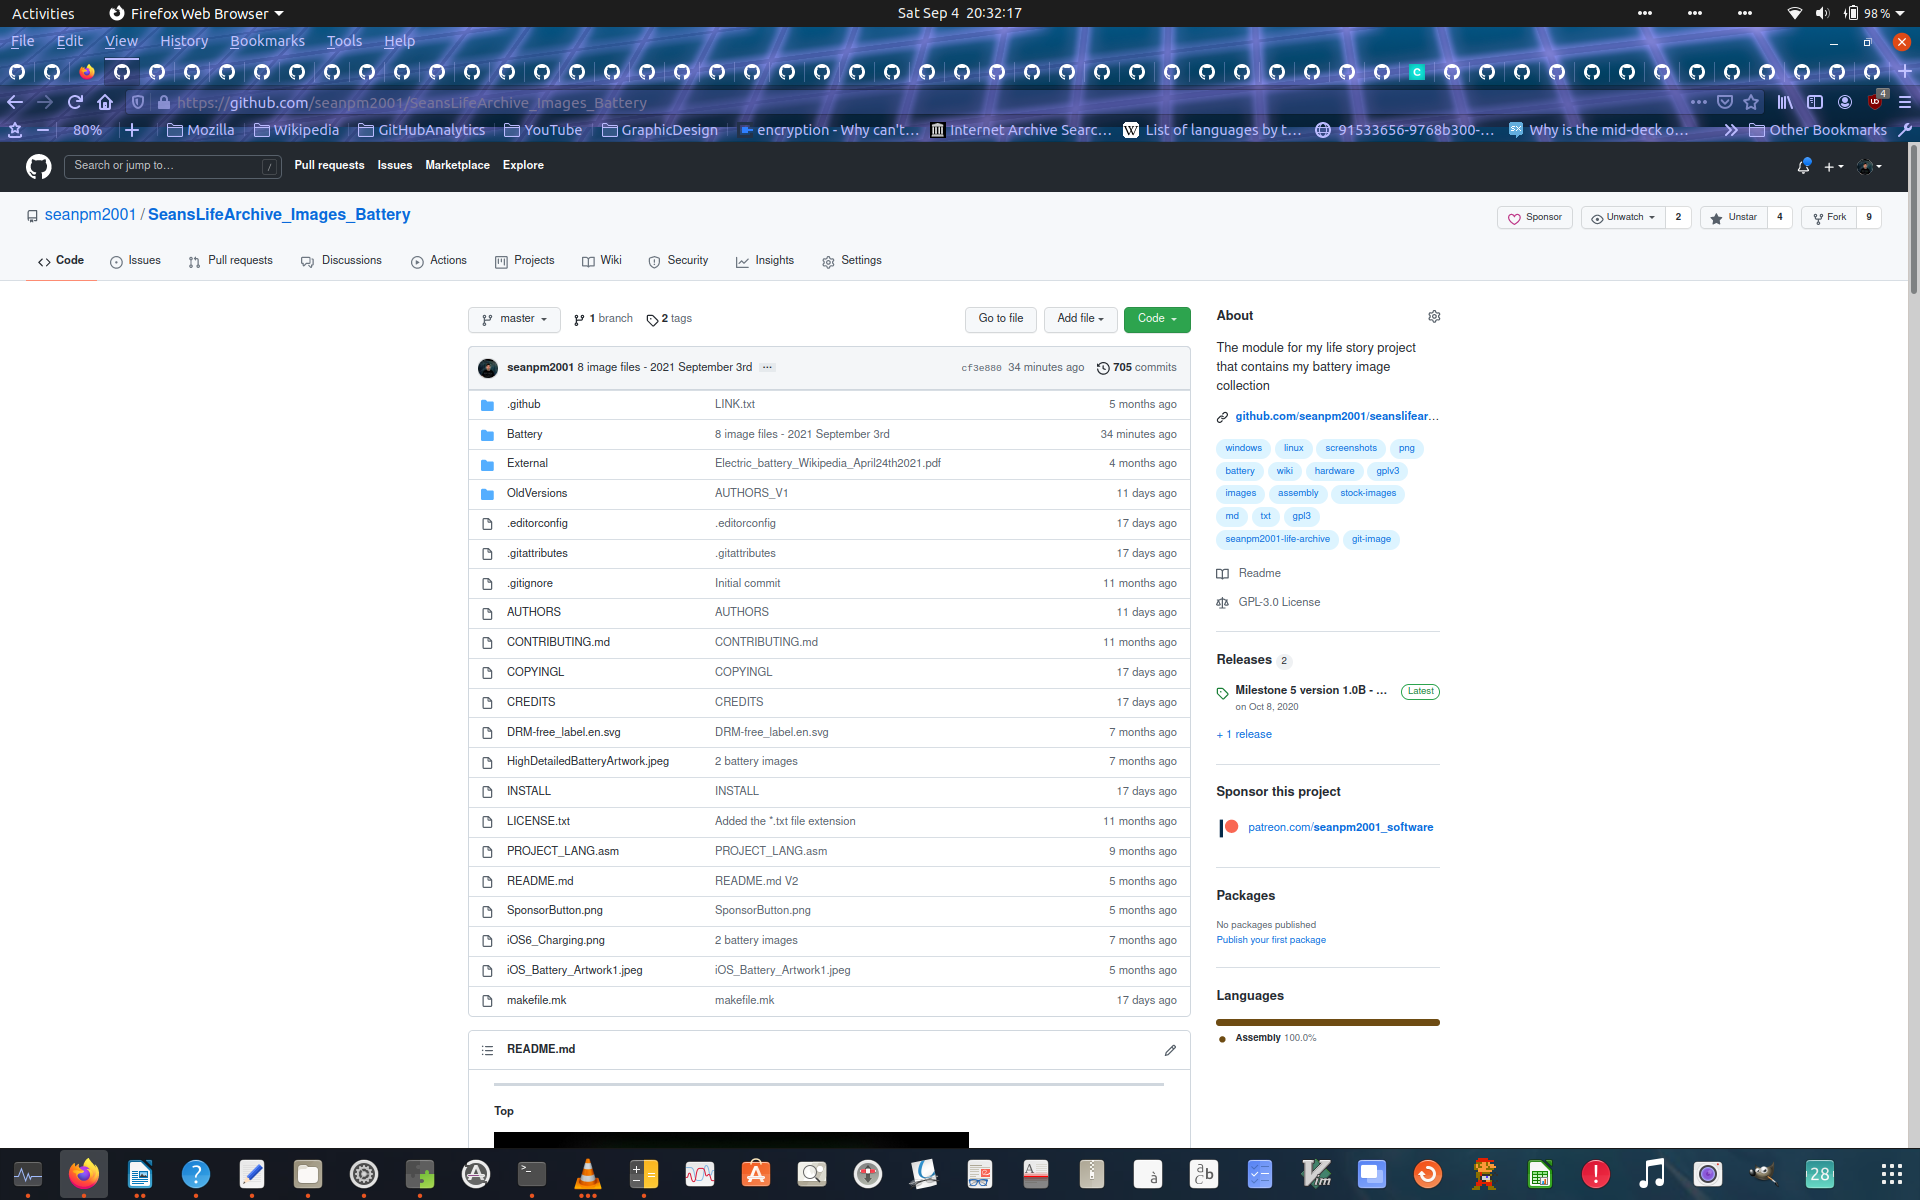 Activities Firefox Web Browser Sat Sep 4 20:32:17 98 %
File Edit View History Bookmarks Tools Help
https://github.com/seanpm2001/SeansLifeArchive_Images_Battery 4
80% Mozilla Wikipedia GitHubAnalytics YouTube GraphicDesign encryption - Why can't… Internet Archive Searc… List of languages by t… 91533656-9768b300-… Why is the mid-deck o… Other Bookmarks
Search or jump to… / Pull requests Issues Marketplace Explore
seanpm2001 / SeansLifeArchive_Images_Battery Sponsor Unwatch 2 Unstar 4 Fork 9
Code Issues Pull requests Discussions Actions Projects Wiki Security Insights Settings
master 1 branch 2 tags Go to file Add file Code
seanpm2001 8 image files - 2021 September 3rd … cf3e880 34 minutes ago 705 commits
.github LINK.txt 5 months ago
Battery 8 image files - 2021 September 3rd 34 minutes ago
External Electric_battery_Wikipedia_April24th2021.pdf 4 months ago
OldVersions AUTHORS_V1 11 days ago
.editorconfig .editorconfig 17 days ago
.gitattributes .gitattributes 17 days ago
.gitignore Initial commit 11 months ago
AUTHORS AUTHORS 11 days ago
CONTRIBUTING.md CONTRIBUTING.md 11 months ago
COPYINGL COPYINGL 17 days ago
CREDITS CREDITS 17 days ago
DRM-free_label.en.svg DRM-free_label.en.svg 7 months ago
HighDetailedBatteryArtwork.jpeg 2 battery images 7 months ago
INSTALL INSTALL 17 days ago
LICENSE.txt Added the *.txt file extension 11 months ago
PROJECT_LANG.asm PROJECT_LANG.asm 9 months ago
README.md README.md V2 5 months ago
SponsorButton.png SponsorButton.png 5 months ago
iOS6_Charging.png 2 battery images 7 months ago
iOS_Battery_Artwork1.jpeg iOS_Battery_Artwork1.jpeg 5 months ago
makefile.mk makefile.mk 17 days ago
README.md
Top
About
The module for my life story project
that contains my battery image
collection
github.com/seanpm2001/seanslifear…
windows linux screenshots png
battery wiki hardware gplv3
images assembly stock-images
md txt gpl3
seanpm2001-life-archive git-image
Readme
GPL-3.0 License
Releases 2
Milestone 5 version 1.0B - … Latest
on Oct 8, 2020
+ 1 release
Sponsor this project
patreon.com/seanpm2001_software
Packages
No packages published
Publish your first package
Languages
Assembly 100.0%
28